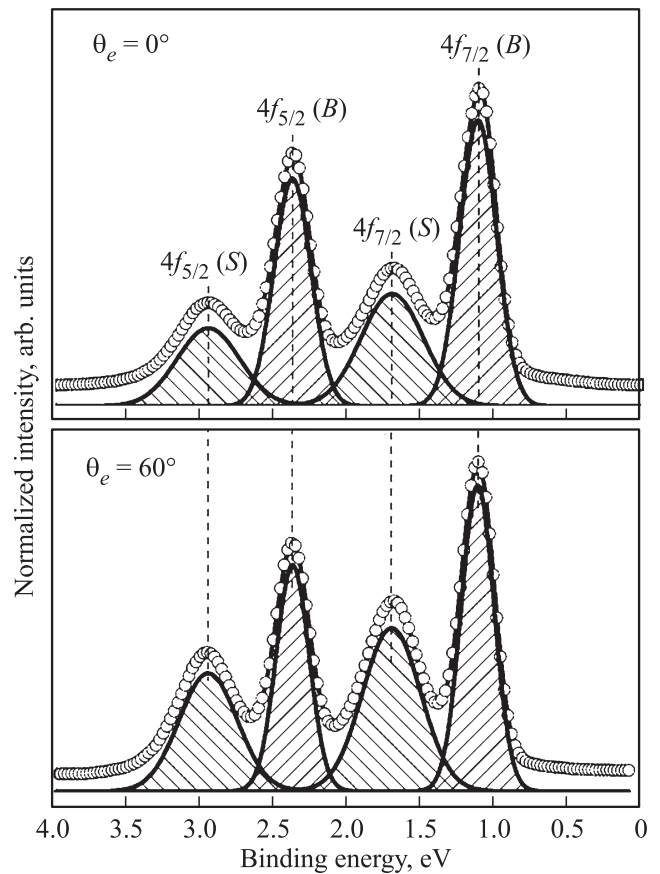 θe = 0°
4f7/2 (B)
4f5/2 (B)
4f7/2 (S)
4f5/2 (S)
Normalized intensity, arb. units
θe = 60°
4.0 3.5 3.0 2.5 2.0 1.5 1.0 0.5 0
Binding energy, eV